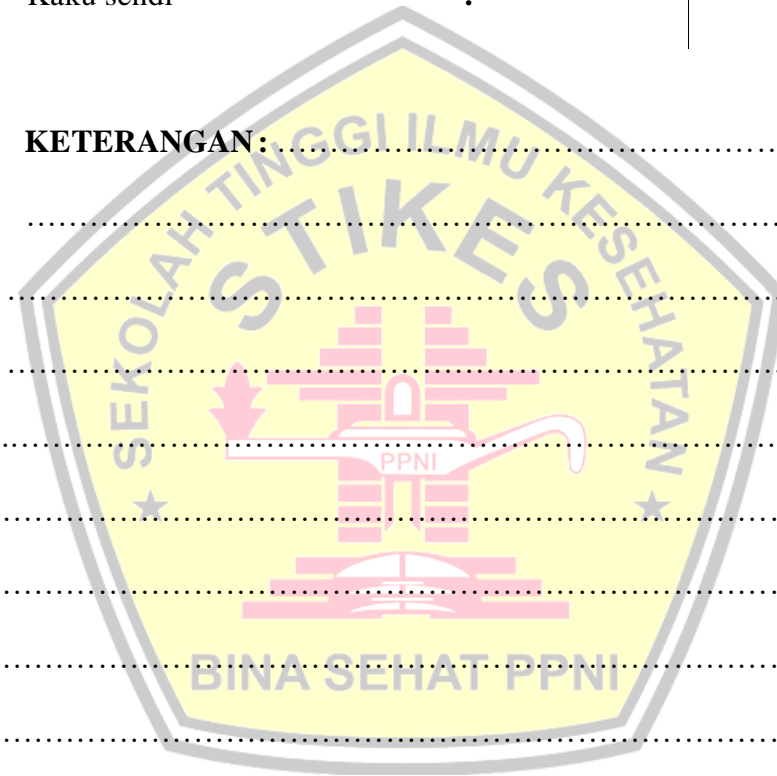 Kaku sendi :
KETERANGAN : ................................................................
................................................................
................................................................
................................................................
................................................................
................................................................
................................................................
................................................................
................................................................
SEKOLAH TINGGI ILMU KESEHATAN
STIKES
PPNI
BINA SEHAT PPNI